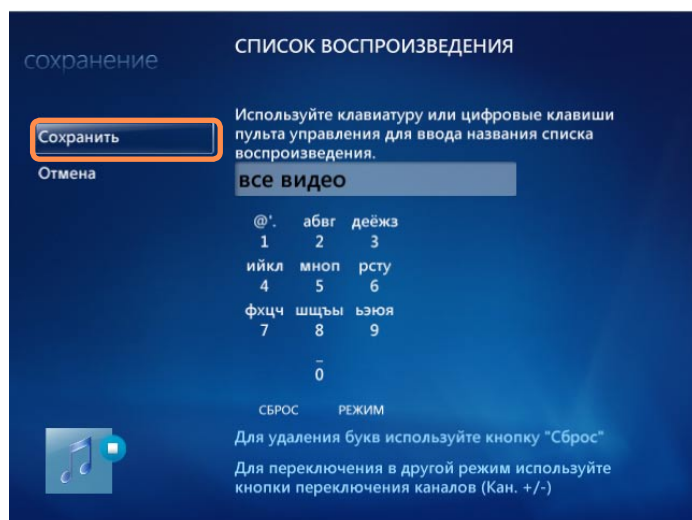 сохранение
СПИСОК ВОСПРОИЗВЕДЕНИЯ
Сохранить
Отмена
Используйте клавиатуру или цифровые клавиши
пульта управления для ввода названия списка
воспроизведения.
все видео
@'. абвг деёжз
1 2 3
ийкл мноп рсту
4 5 6
фхцч шщъы ьэюя
7 8 9
_
0
СБРОС РЕЖИМ
Для удаления букв используйте кнопку "Сброс"
Для переключения в другой режим используйте
кнопки переключения каналов (Кан. +/-)